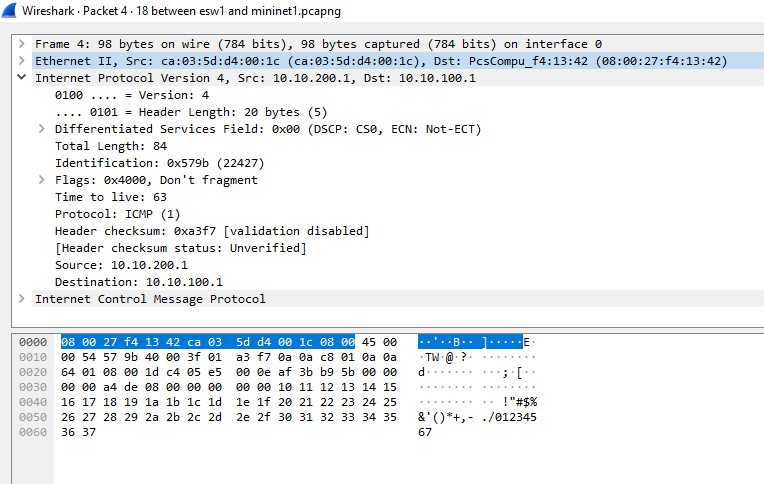 Wireshark · Packet 4 · 18 between esw1 and mininet1.pcapng
Frame 4: 98 bytes on wire (784 bits), 98 bytes captured (784 bits) on interface 0
Ethernet II, Src: ca:03:5d:d4:00:1c (ca:03:5d:d4:00:1c), Dst: PcsCompu_f4:13:42 (08:00:27:f4:13:42)
Internet Protocol Version 4, Src: 10.10.200.1, Dst: 10.10.100.1
0100 .... = Version: 4
.... 0101 = Header Length: 20 bytes (5)
Differentiated Services Field: 0x00 (DSCP: CS0, ECN: Not-ECT)
Total Length: 84
Identification: 0x579b (22427)
Flags: 0x4000, Don't fragment
Time to live: 63
Protocol: ICMP (1)
Header checksum: 0xa3f7 [validation disabled]
[Header checksum status: Unverified]
Source: 10.10.200.1
Destination: 10.10.100.1
Internet Control Message Protocol
0000 08 00 27 f4 13 42 ca 03 5d d4 00 1c 08 00 45 00 ··'··B·· ]·····E·
0010 00 54 57 9b 40 00 3f 01 a3 f7 0a 0a c8 01 0a 0a ·TW·@·?· ········
0020 64 01 08 00 1d c4 05 e5 00 0e af 3b b9 5b 00 00 d······· ···;·[··
0030 00 00 a4 de 08 00 00 00 00 00 10 11 12 13 14 15 ········ ········
0040 16 17 18 19 1a 1b 1c 1d 1e 1f 20 21 22 23 24 25 ········ ·· !"#$%
0050 26 27 28 29 2a 2b 2c 2d 2e 2f 30 31 32 33 34 35 &'()*+,- ./012345
0060 36 37 67